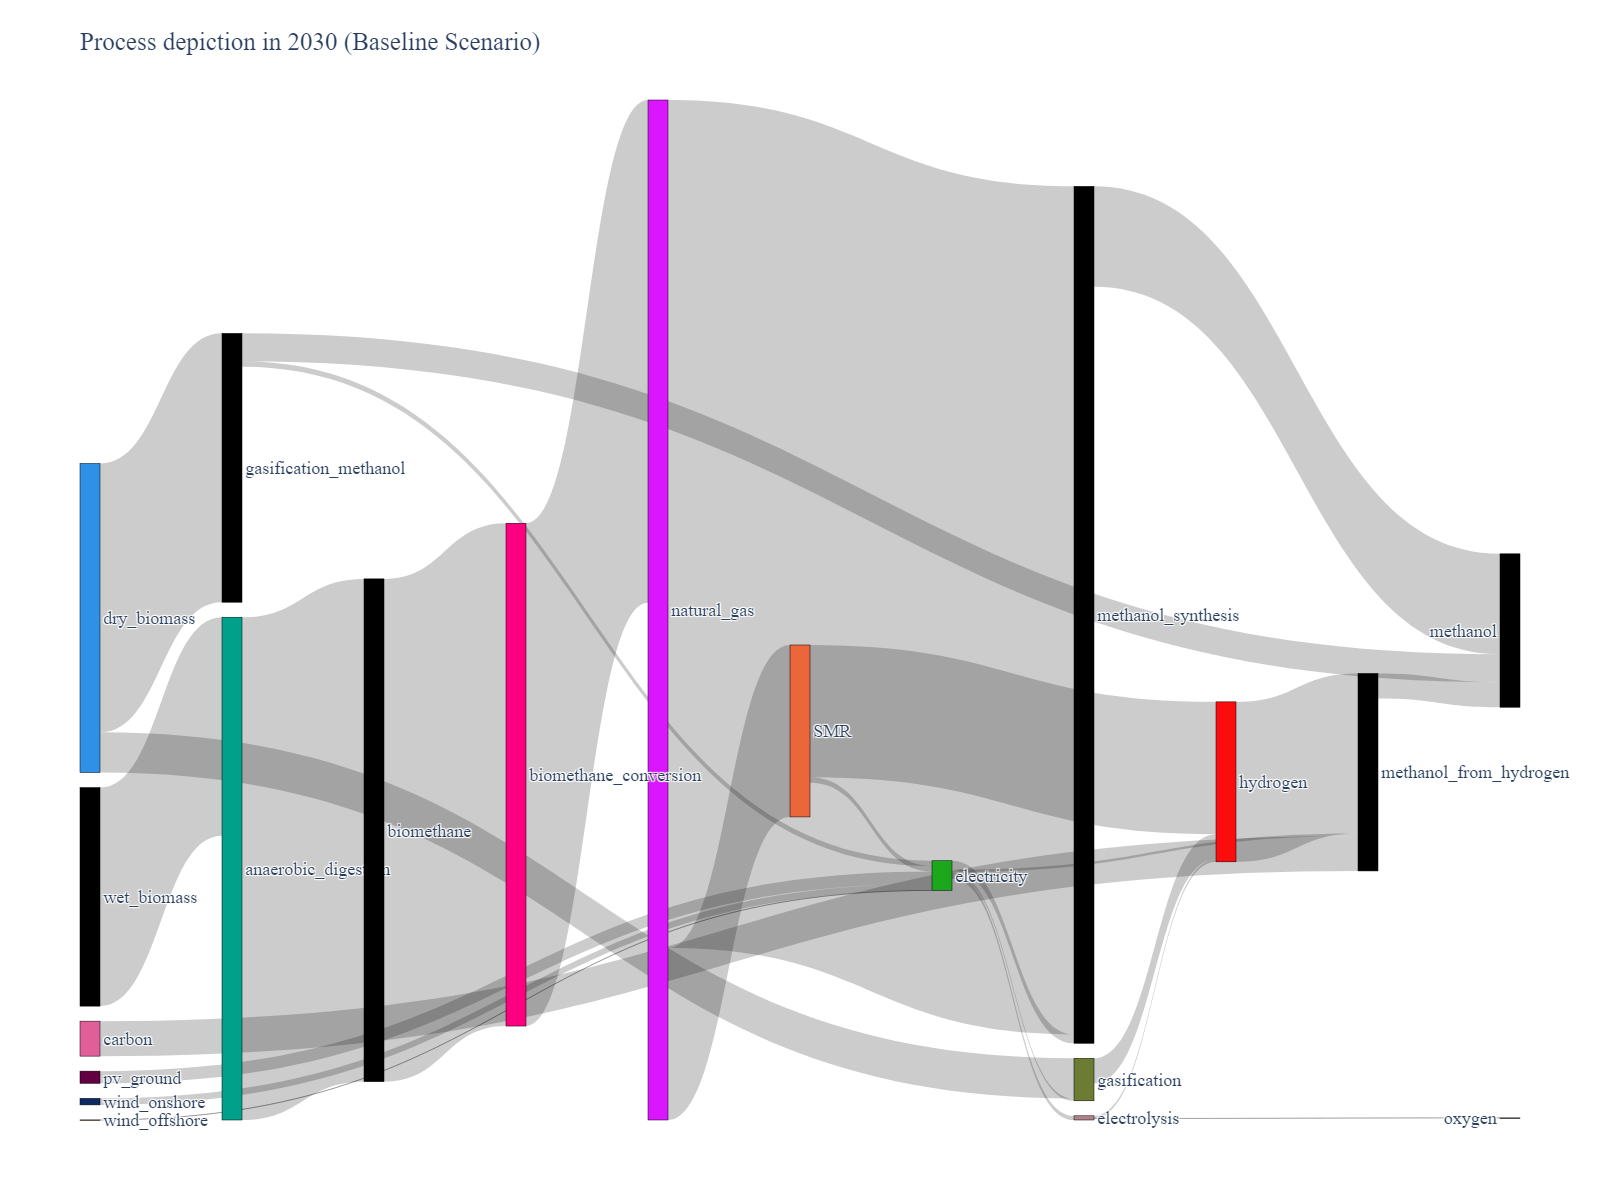 Process depiction in 2030 (Baseline Scenario)
gasification_methanol
dry_biomass
natural_gas
methanol_synthesis
methanol
SMR
biomethane_conversion
hydrogen
methanol_from_hydrogen
biomethane
anaerobic_digestion
electricity
wet_biomass
carbon
pv_ground
gasification
wind_onshore
wind_offshore
electrolysis
oxygen